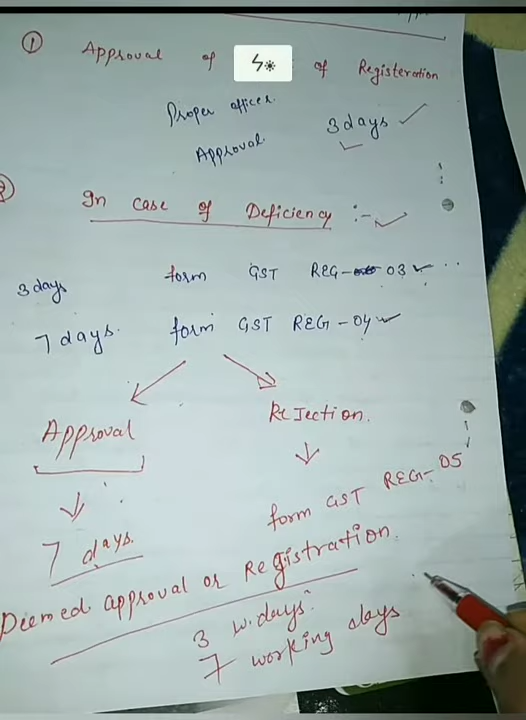 ① Approval of ϟ* of Registeration
Proper officer.
Approval 3 days
In case of Deficiency :-
3 days form GST REG-03
7 days. form GST REG-04
Approval Rejection.
7 days. form GST REG-05
Deemed approval or Registration.
3 w.days.
7 working days